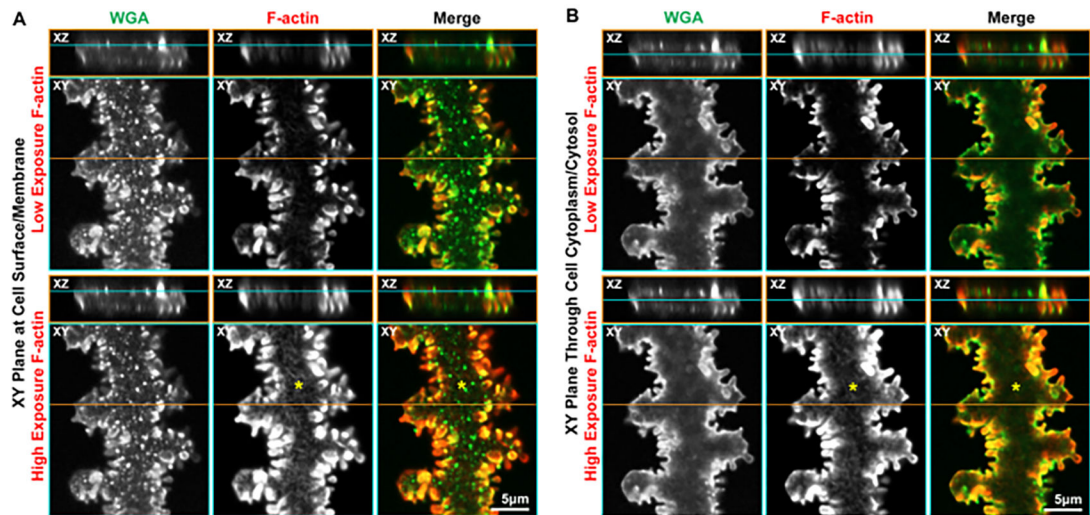 A
WGA
F-actin
Merge
XY Plane at Cell Surface/Membrane
Low Exposure F-actin
XZ
XZ
XZ
XY
XY
XY
High Exposure F-actin
XZ
XZ
XZ
XY
XY
XY
*
*
5μm
B
WGA
F-actin
Merge
XY Plane Through Cell Cytoplasm/Cytosol
Low Exposure F-actin
XZ
XZ
XZ
XY
XY
XY
High Exposure F-actin
XZ
XZ
XZ
XY
XY
XY
*
*
5μm